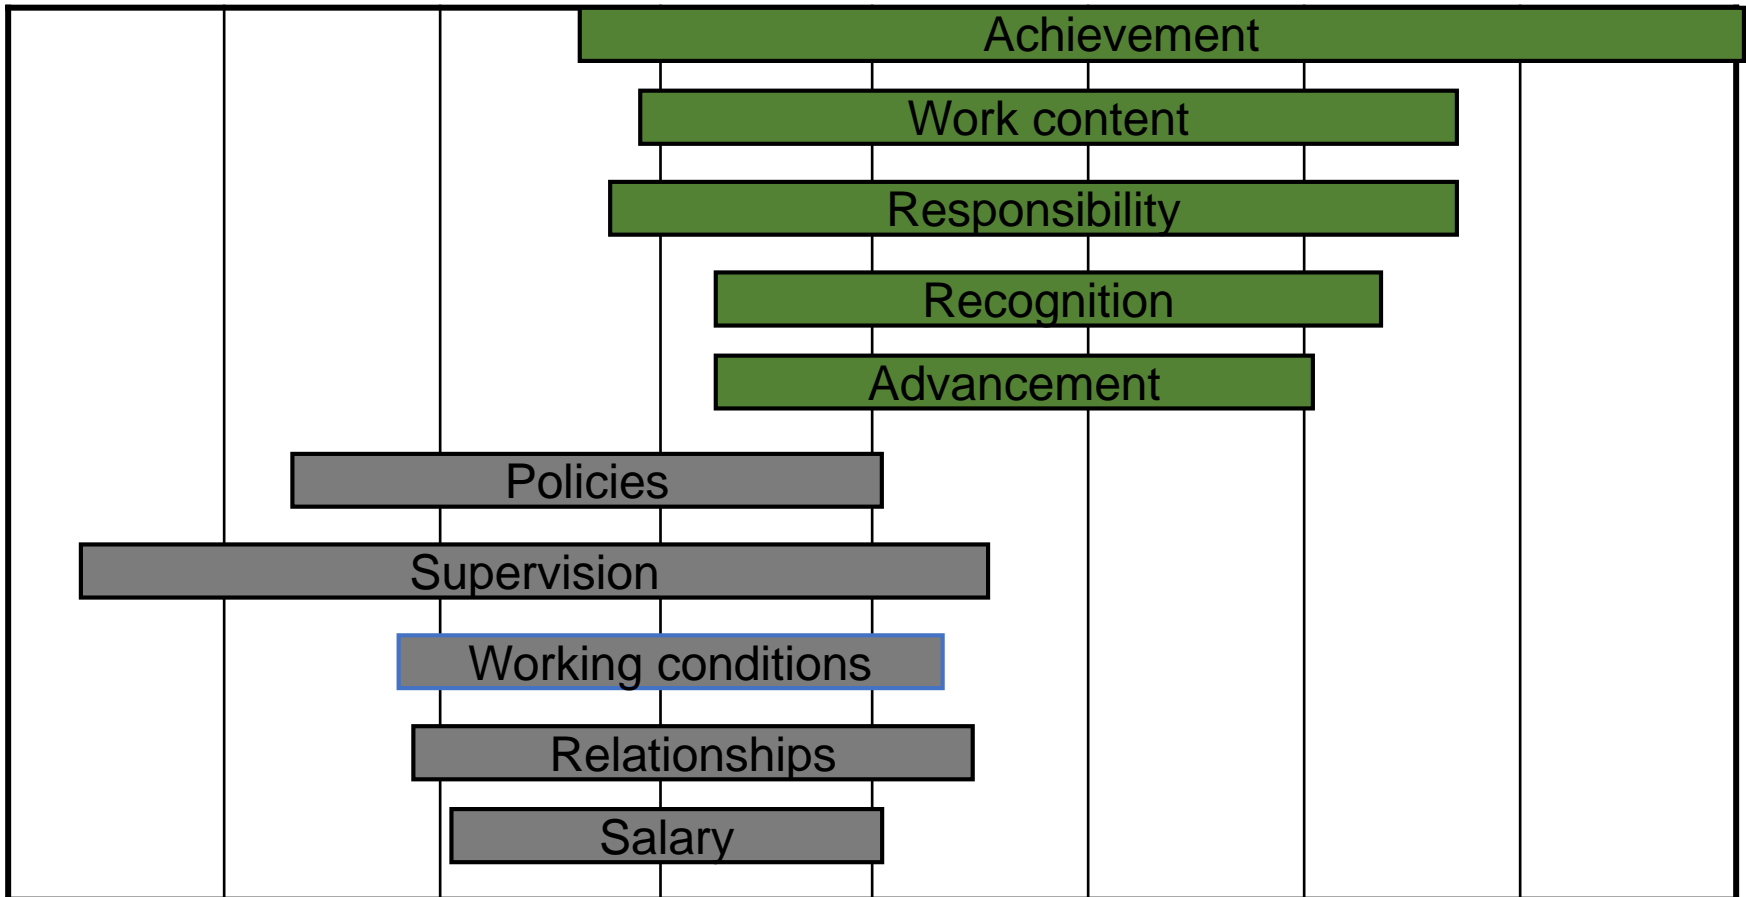 Achievement
Work content
Responsibility
Recognition
Advancement
Policies
Supervision
Working conditions
Relationships
Salary